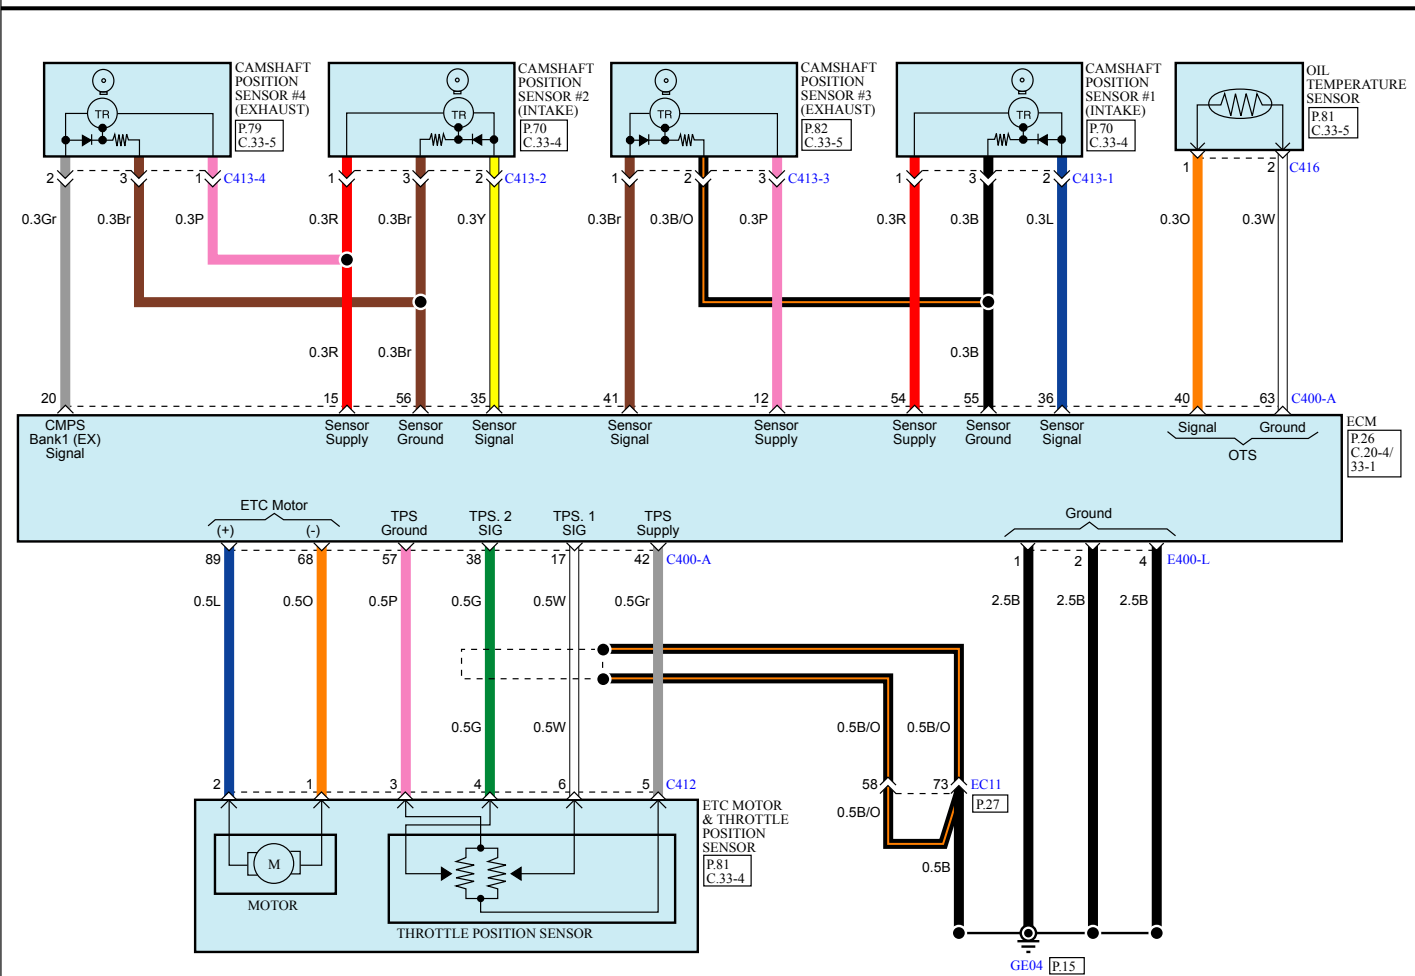 CAMSHAFT
POSITION
SENSOR #4
(EXHAUST)
P.79
C.33-5
TR
CAMSHAFT
POSITION
SENSOR #2
(INTAKE)
P.70
C.33-4
TR
CAMSHAFT
POSITION
SENSOR #3
(EXHAUST)
P.82
C.33-5
TR
CAMSHAFT
POSITION
SENSOR #1
(INTAKE)
P.70
C.33-4
TR
OIL
TEMPERATURE
SENSOR
P.81
C.33-5
2 3 1 C413-4
1 3 2 C413-2
1 2 3 C413-3
1 3 2 C413-1
1 2 C416
0.3Gr 0.3Br 0.3P 0.3R 0.3Br 0.3Y 0.3Br 0.3B/O 0.3P 0.3R 0.3B 0.3L 0.3O 0.3W
0.3R 0.3Br 0.3B
20 15 56 35 41 12 54 55 36 40 63 C400-A
CMPS
Bank1 (EX)
Signal
Sensor
Supply
Sensor
Ground
Sensor
Signal
Sensor
Signal
Sensor
Supply
Sensor
Supply
Sensor
Ground
Sensor
Signal
Signal Ground
OTS
ECM
P.26
C.20-4/
33-1
ETC Motor
(+) (-)
TPS
Ground
TPS. 2
SIG
TPS. 1
SIG
TPS
Supply
Ground
89 68 57 38 17 42 C400-A
1 2 4 E400-L
0.5L 0.5O 0.5P 0.5G 0.5W 0.5Gr 2.5B 2.5B 2.5B
0.5G 0.5W 0.5B/O 0.5B/O
2 1 3 4 6 5 C412
58 73 EC11
P.27
0.5B/O
0.5B
ETC MOTOR
& THROTTLE
POSITION
SENSOR
P.81
C.33-4
M
MOTOR
THROTTLE POSITION SENSOR
GE04 P.15